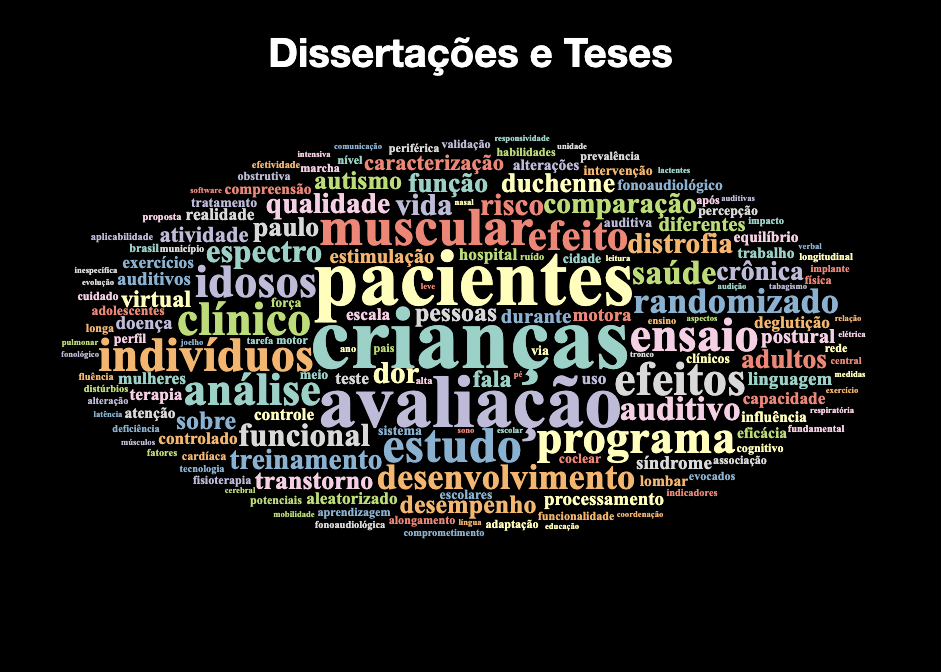 Dissertações e Teses
responsividade
comunicação periférica validação unidade
intensiva habilidades prevalência
efetividade marcha nível caracterização alterações intervenção lactentes
obstrutiva autismo função duchenne fonoaudiológico
software compreensão
tratamento qualidade vida nasal risco comparação após auditivas
proposta realidade paulo muscular efeito auditiva diferentes percepção impacto
aplicabilidade atividade distrofia equilíbrio
brasil município espectro estimulação hospital ruído cidade leitura trabalho verbal
inespecífica exercícios pacientes saúde crônica longitudinal
evolução auditivos idosos leve audição tabagismo implante física
cuidado virtual força randomizado
adolescentes clínico escala pessoas durante motora ensino aspectos deglutição relação
longa doença crianças ensaio postural elétrica
pulmonar perfil joelho tarefa motor rede
fonológico indivíduos ano pais via tronco clínicos adultos central
fluência mulheres meio teste dor alta fala pé uso efeitos linguagem medidas
distúrbios análise exercício
alteração terapia avaliação capacidade
latência atenção sobre controle auditivo influência respiratória
deficiência sistema sono escolar fundamental
músculos controlado funcional estudo programa eficácia
fatores cardíaca cognitivo
tecnologia treinamento coclear síndrome associação
fisioterapia transtorno desenvolvimento lombar evocados
cerebral potenciais aleatorizado escolares processamento indicadores
mobilidade aprendizagem desempenho funcionalidade coordenação
fonoaudiológica alongamento língua adaptação educação
comprometimento